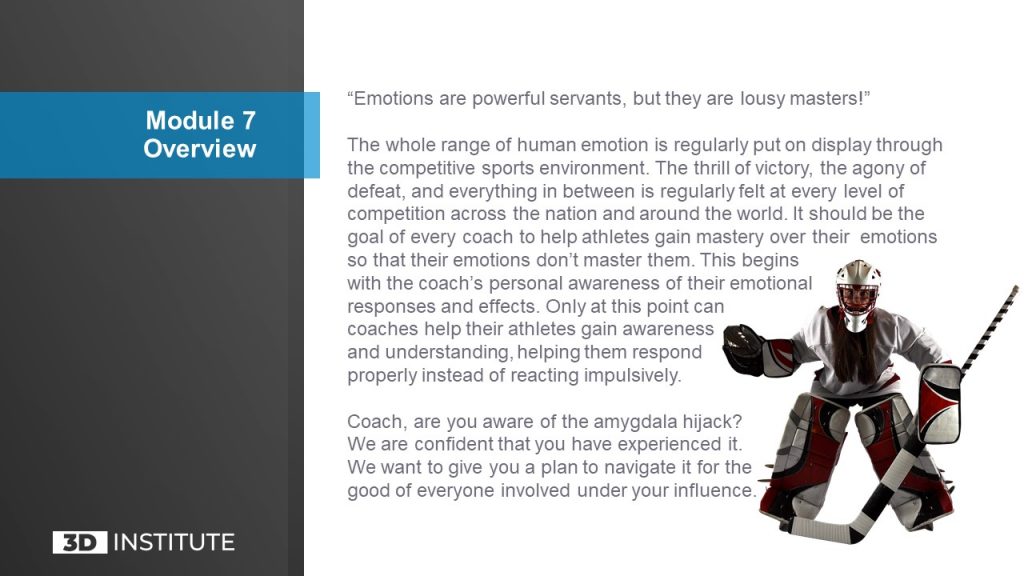 Module 7
Overview
“Emotions are powerful servants, but they are lousy masters!”
The whole range of human emotion is regularly put on display through
the competitive sports environment. The thrill of victory, the agony of
defeat, and everything in between is regularly felt at every level of
competition across the nation and around the world. It should be the
goal of every coach to help athletes gain mastery over their  emotions
so that their emotions don’t master them. This begins
with the coach’s personal awareness of their emotional
responses and effects. Only at this point can
coaches help their athletes gain awareness
and understanding, helping them respond
properly instead of reacting impulsively.
Coach, are you aware of the amygdala hijack?
We are confident that you have experienced it.
We want to give you a plan to navigate it for the
good of everyone involved under your influence.
3D INSTITUTE